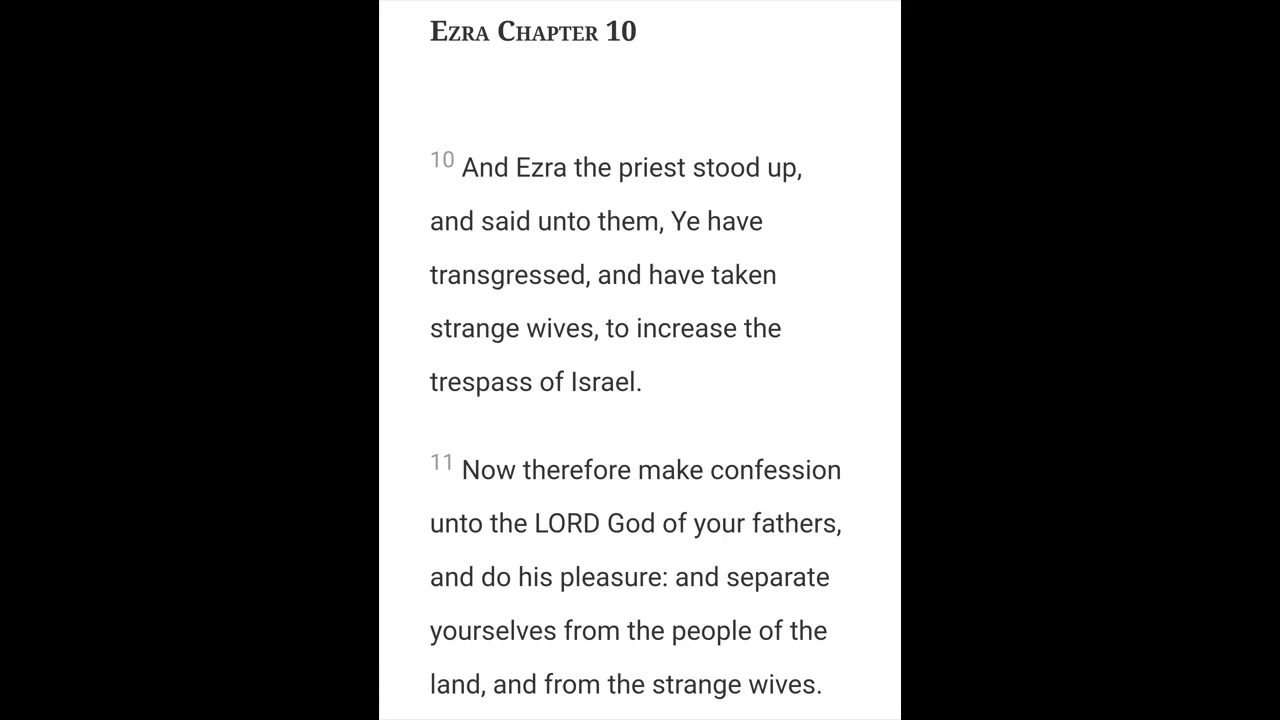 Ezra Chapter 10
10 And Ezra the priest stood up,
and said unto them, Ye have
transgressed, and have taken
strange wives, to increase the
trespass of Israel.
11 Now therefore make confession
unto the LORD God of your fathers,
and do his pleasure: and separate
yourselves from the people of the
land, and from the strange wives.